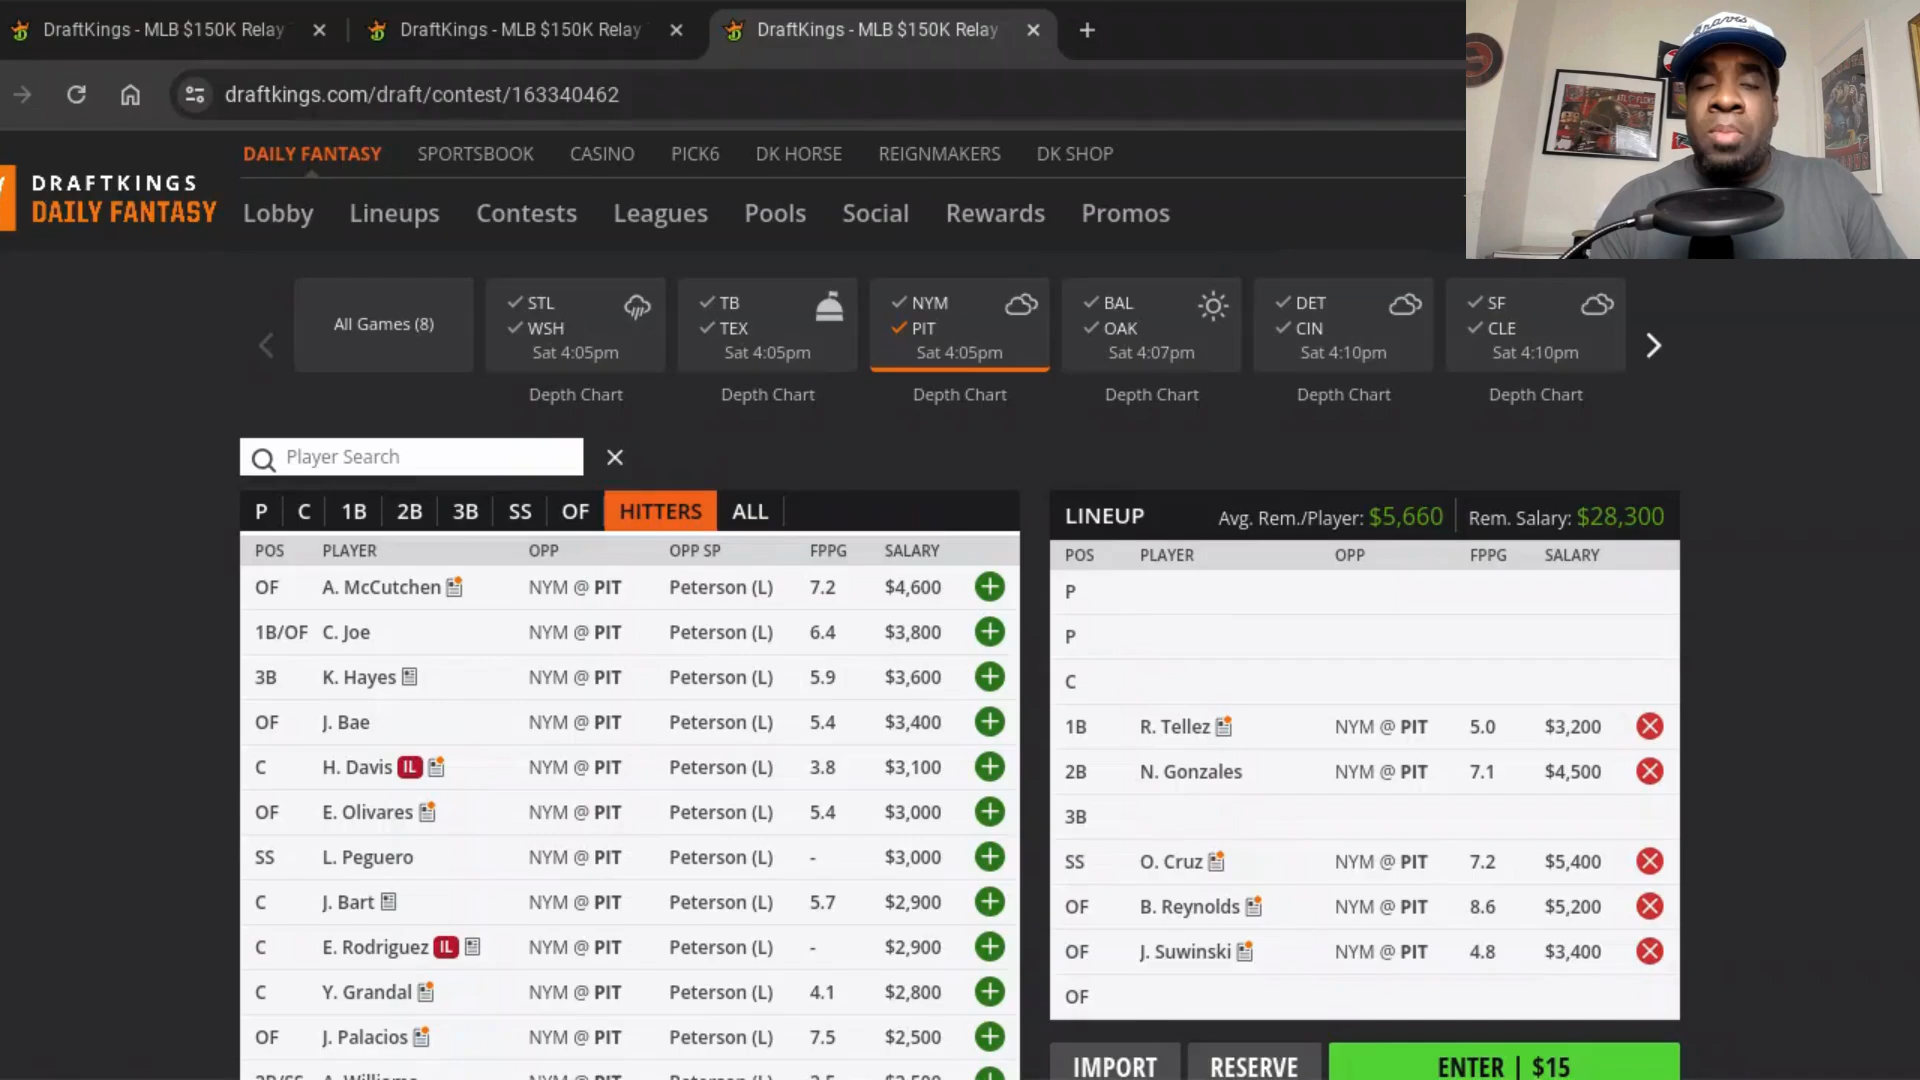 DraftKings - MLB $150K Relay
DraftKings - MLB $150K Relay
DraftKings - MLB $150K Relay
draftkings.com/draft/contest/163340462
DAILY FANTASY SPORTSBOOK CASINO PICK6 DK HORSE REIGNMAKERS DK SHOP
DRAFTKINGS
DAILY FANTASY
Lobby Lineups Contests Leagues Pools Social Rewards Promos
Braves
All Games (8)
STL
WSH
Sat 4:05pm
Depth Chart
TB
TEX
Sat 4:05pm
Depth Chart
NYM
PIT
Sat 4:05pm
Depth Chart
BAL
OAK
Sat 4:07pm
Depth Chart
DET
CIN
Sat 4:10pm
Depth Chart
SF
CLE
Sat 4:10pm
Depth Chart
Player Search
P C 1B 2B 3B SS OF HITTERS ALL
POS PLAYER OPP OPP SP FPPG SALARY
OF A. McCutchen NYM @ PIT Peterson (L) 7.2 $4,600
1B/OF C. Joe NYM @ PIT Peterson (L) 6.4 $3,800
3B K. Hayes NYM @ PIT Peterson (L) 5.9 $3,600
OF J. Bae NYM @ PIT Peterson (L) 5.4 $3,400
C H. Davis IL NYM @ PIT Peterson (L) 3.8 $3,100
OF E. Olivares NYM @ PIT Peterson (L) 5.4 $3,000
SS L. Peguero NYM @ PIT Peterson (L) - $3,000
C J. Bart NYM @ PIT Peterson (L) 5.7 $2,900
C E. Rodriguez IL NYM @ PIT Peterson (L) - $2,900
C Y. Grandal NYM @ PIT Peterson (L) 4.1 $2,800
OF J. Palacios NYM @ PIT Peterson (L) 7.5 $2,500
LINEUP Avg. Rem./Player: $5,660 Rem. Salary: $28,300
POS PLAYER OPP FPPG SALARY
P
P
C
1B R. Tellez NYM @ PIT 5.0 $3,200
2B N. Gonzales NYM @ PIT 7.1 $4,500
3B
SS O. Cruz NYM @ PIT 7.2 $5,400
OF B. Reynolds NYM @ PIT 8.6 $5,200
OF J. Suwinski NYM @ PIT 4.8 $3,400
OF
IMPORT RESERVE ENTER | $15